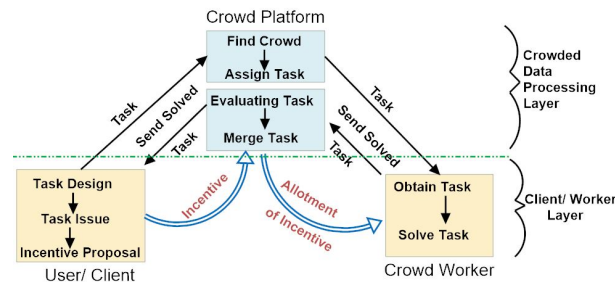 Crowd Platform
Find Crowd
Assign Task
Evaluating Task
Merge Task
Crowded
Data
Processing
Layer
Task
Send Solved
Task
Task
Send Solved
Task
Task Design
Task Issue
Incentive Proposal
User/ Client
Incentive
Allotment
of Incentive
Obtain Task
Solve Task
Crowd Worker
Client/ Worker
Layer